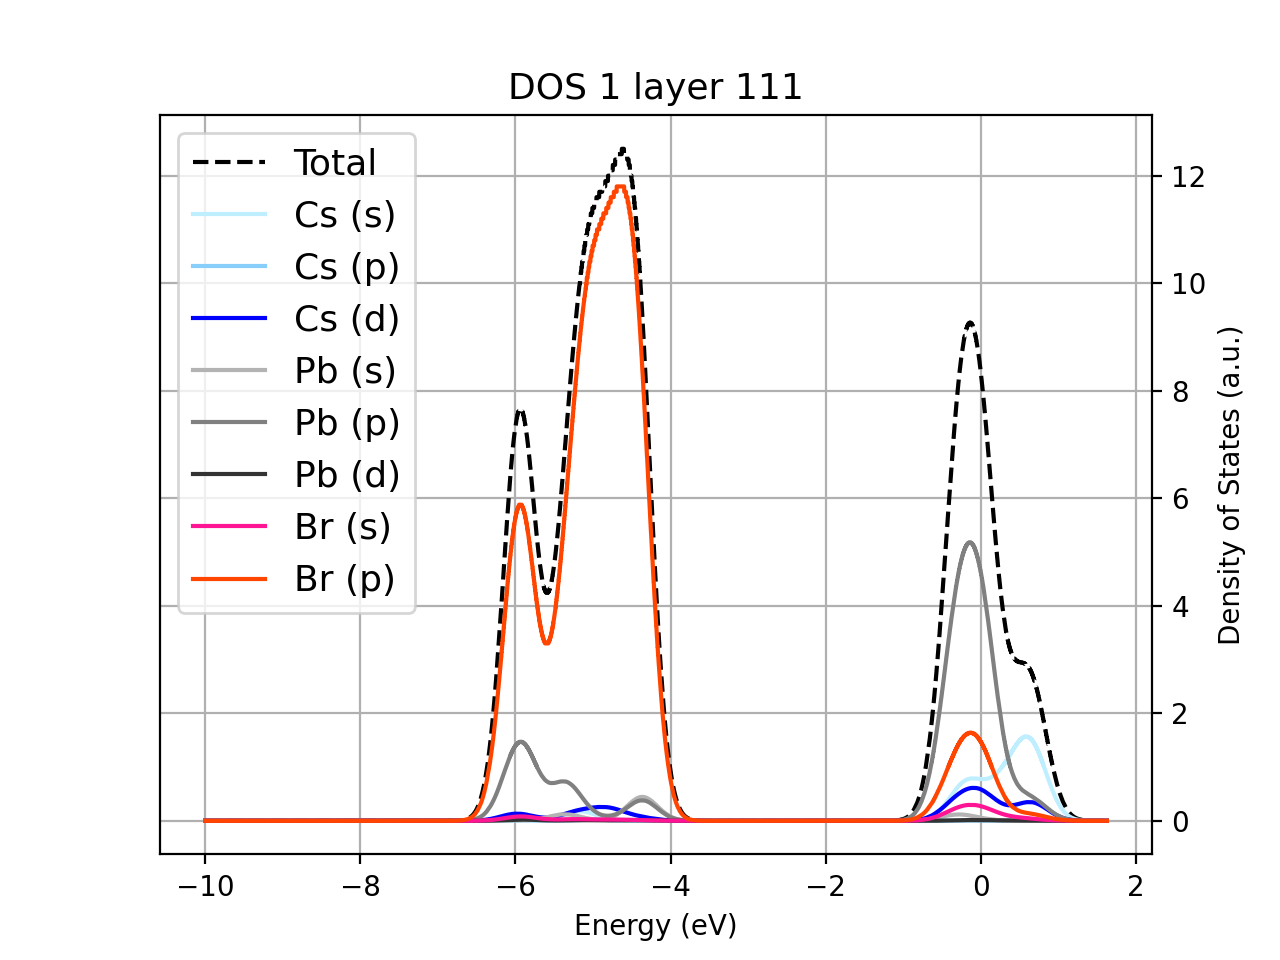 DOS 1 layer 111
Total
Cs (s)
Cs (p)
Cs (d)
Pb (s)
Pb (p)
Pb (d)
Br (s)
Br (p)
12
10
8
6
4
2
0
Density of States (a.u.)
−10 −8 −6 −4 −2 0 2
Energy (eV)